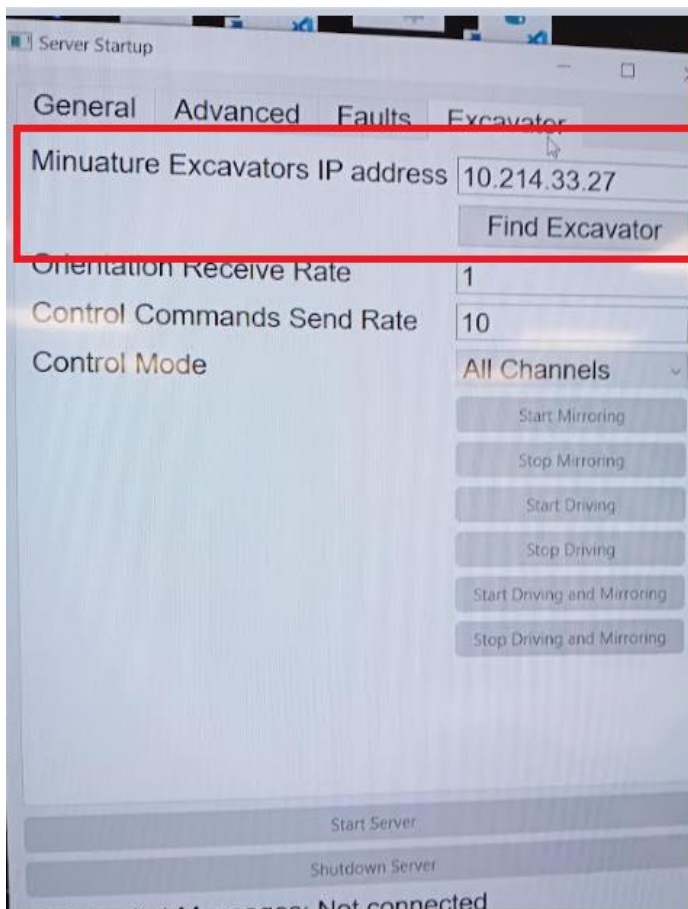 Server Startup
General Advanced Faults Excavator
Minuature Excavators IP address 10.214.33.27
Find Excavator
Orientation Receive Rate 1
Control Commands Send Rate 10
Control Mode All Channels
Start Mirroring
Stop Mirroring
Start Driving
Stop Driving
Start Driving and Mirroring
Stop Driving and Mirroring
Start Server
Shutdown Server
Messages: Not connected